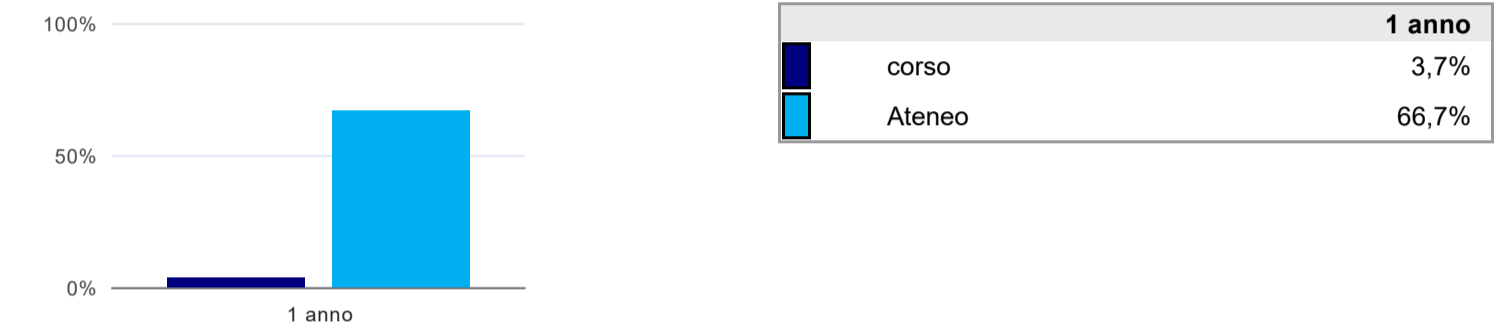 100%
50%
0%
1 anno
1 anno
corso 3,7%
Ateneo 66,7%